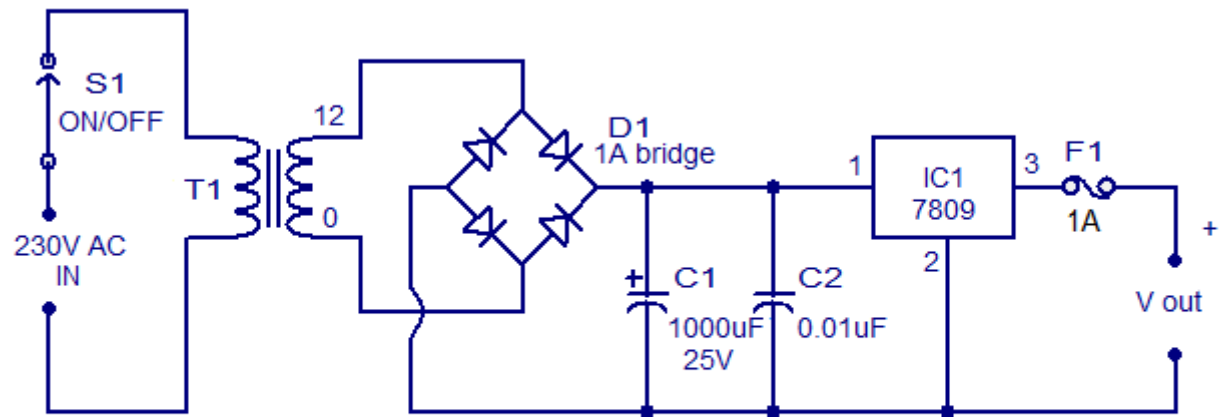 S1
ON/OFF
230V AC
IN
T1
12
0
D1
1A bridge
+
C1
1000uF
25V
C2
0.01uF
1
IC1
7809
2
3
F1
1A
+
V out